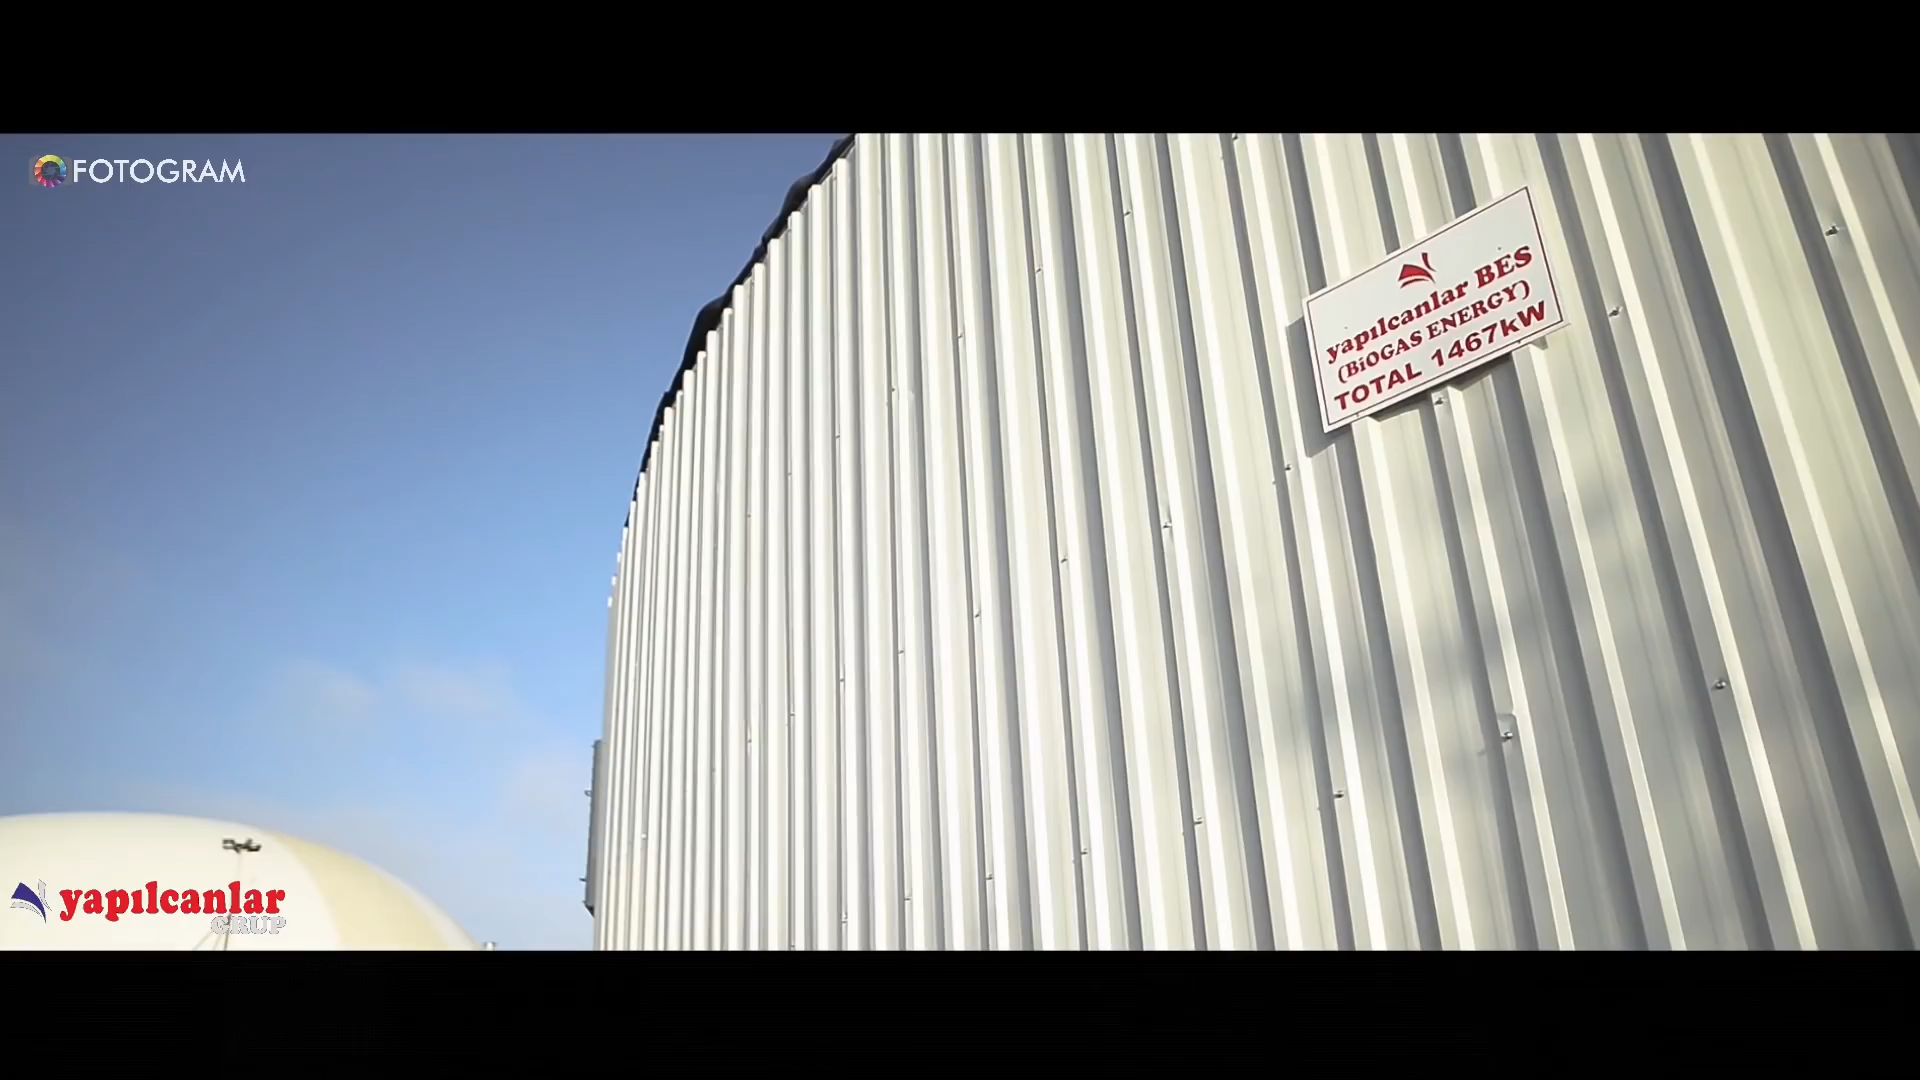 FOTOGRAM
yapılcanlar BES
(BiOGAS ENERGY)
TOTAL 1467kW
yapılcanlar
GRUP